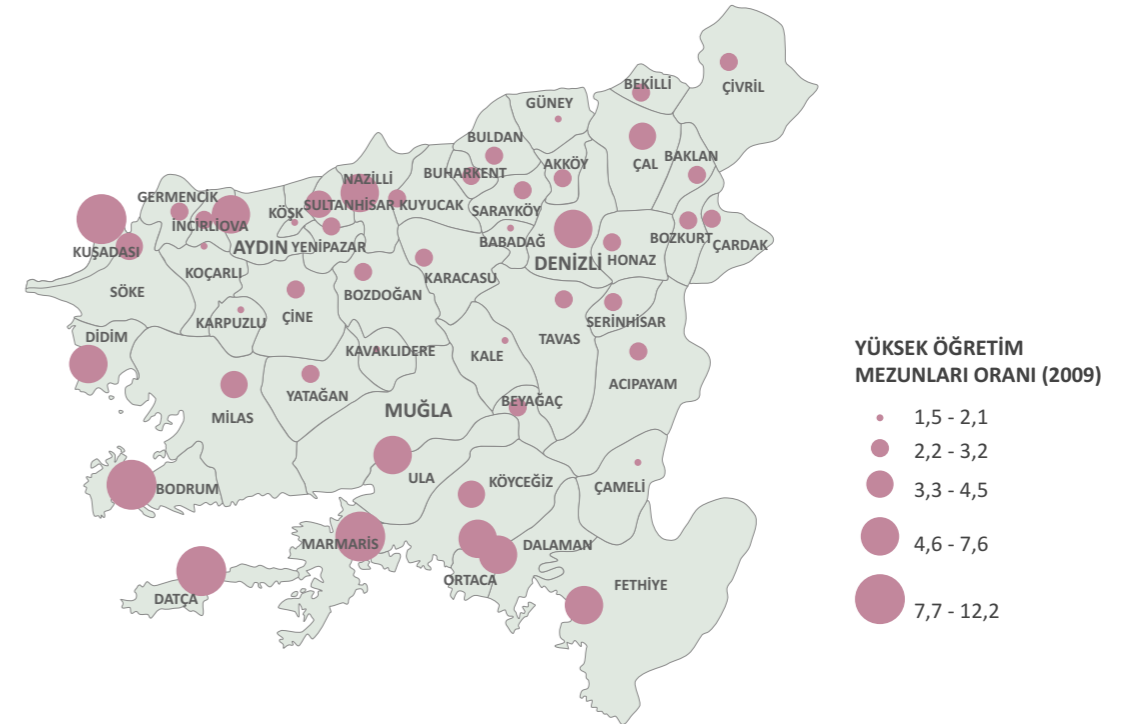 ÇİVRİL
BEKİLLİ
GÜNEY
BULDAN
ÇAL
BAKLAN
AKKÖY
BUHARKENT
NAZİLLİ
SARAYKÖY
KUYUCAK
SULTANHİSAR
KÖŞK
GERMENCİK
İNCİRLİOVA
KUŞADASI
AYDIN
YENİPAZAR
BABADAĞ
DENİZLİ
HONAZ
BOZKURT
ÇARDAK
KOÇARLI
SÖKE
KARACASU
BOZDOĞAN
ÇİNE
KARPUZLU
DİDİM
TAVAS
SERİNHİSAR
KAVAKLIDERE
KALE
ACIPAYAM
YATAĞAN
BEYAĞAÇ
MİLAS
MUĞLA
ULA
KÖYCEĞİZ
ÇAMELİ
BODRUM
MARMARİS
DALAMAN
ORTACA
FETHİYE
DATÇA
YÜKSEK ÖĞRETİM
MEZUNLARI ORANI (2009)
1,5 - 2,1
2,2 - 3,2
3,3 - 4,5
4,6 - 7,6
7,7 - 12,2